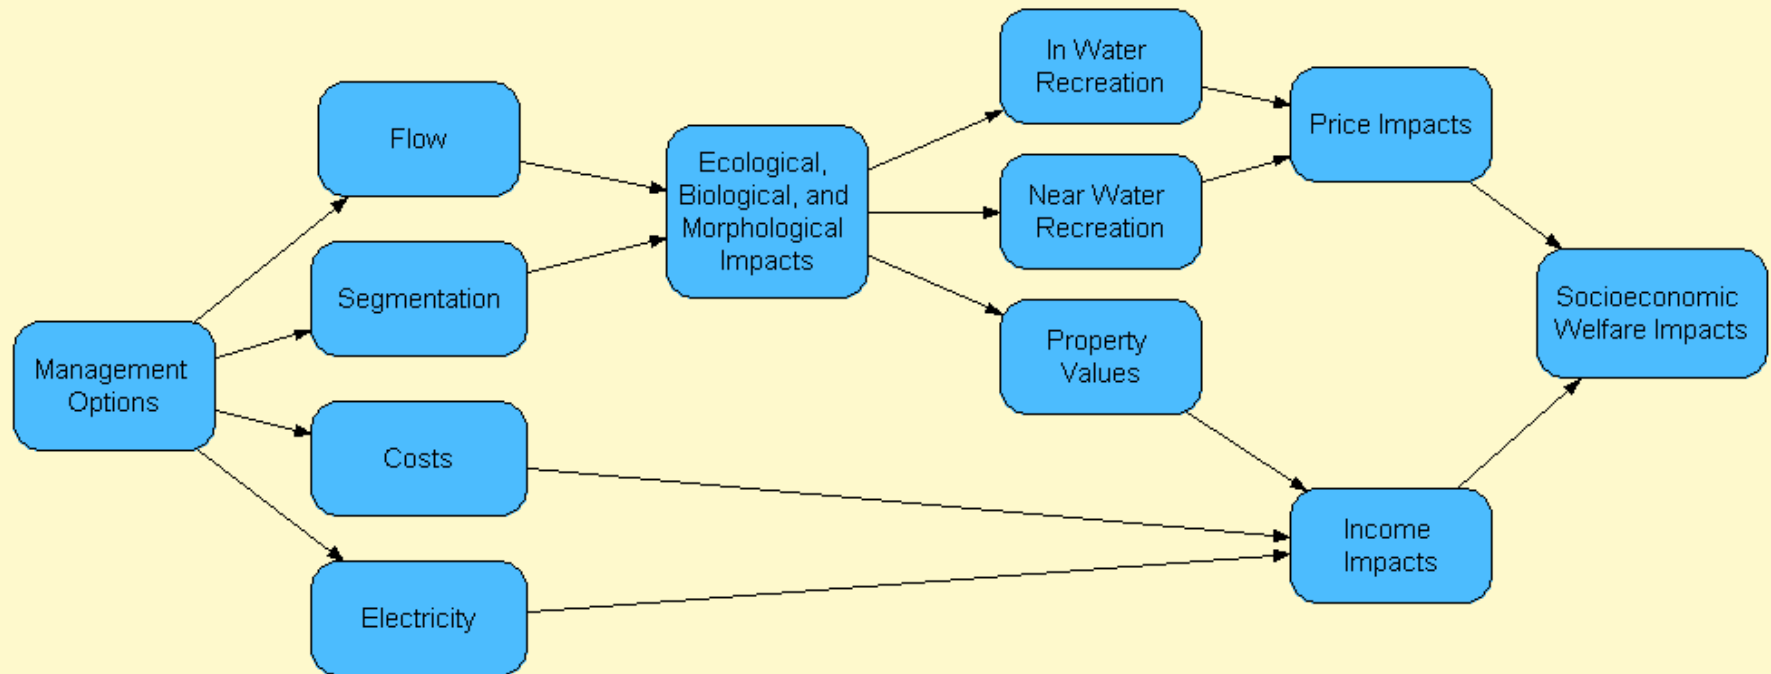 Management
Options
Flow
Segmentation
Costs
Electricity
Ecological,
Biological, and
Morphological
Impacts
In Water
Recreation
Near Water
Recreation
Property
Values
Price Impacts
Income
Impacts
Socioeconomic
Welfare Impacts